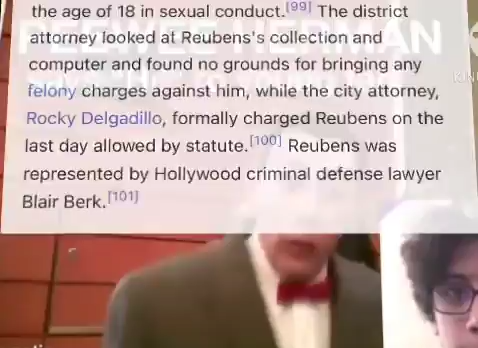 the age of 18 in sexual conduct.[99] The district
attorney looked at Reubens's collection and
computer and found no grounds for bringing any
felony charges against him, while the city attorney,
Rocky Delgadillo, formally charged Reubens on the
last day allowed by statute.[100] Reubens was
represented by Hollywood criminal defense lawyer
Blair Berk.[101]